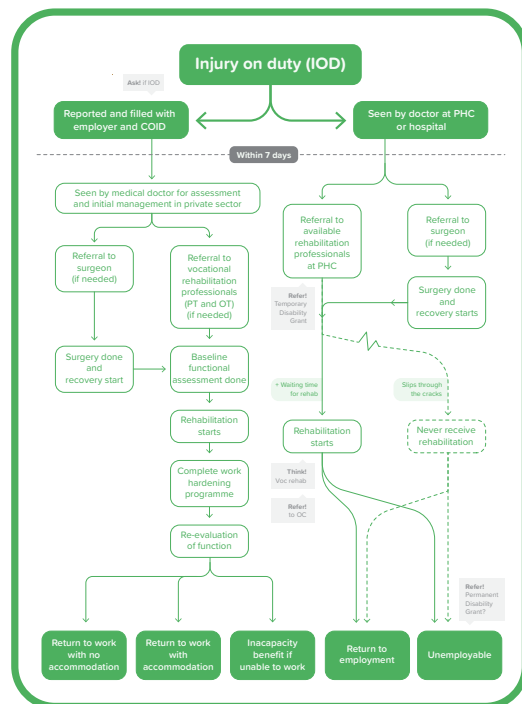 Injury on duty (IOD)
Ask! if IOD
Reported and filled with
employer and COID
Seen by doctor at PHC
or hospital
Within 7 days
Seen by medical doctor for assessment
and initial management in private sector
Referral to
surgeon
(if needed)
Referral to
vocational
rehabilitation
professionals
(PT and OT)
(if needed)
Referral to
available
rehabilitation
professionals
at PHC
Referral to
surgeon
(if needed)
Refer!
Temporary
Disability
Grant
Surgery done
and
recovery starts
Surgery done
and
recovery start
Baseline
functional
assessment done
+ Waiting time
for rehab
Slips through
the cracks
Rehabilitation
starts
Rehabilitation
starts
Never receive
rehabilitation
Complete work
hardening
programme
Think!
Voc rehab
Refer!
to OC
Re-evaluation
of function
Refer!
Permanent
Disability
Grant?
Return to work
with no
accommodation
Return to work
with
accommodation
Inacapacity
benefit if
unable to work
Return to
employment
Unemployable